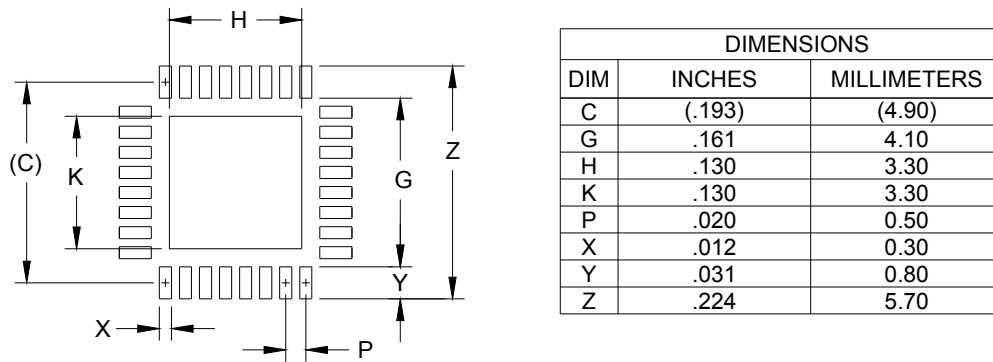 H
(C)
K
G
Z
Y
X
P
DIMENSIONS
DIM INCHES MILLIMETERS
C (.193) (4.90)
G .161 4.10
H .130 3.30
K .130 3.30
P .020 0.50
X .012 0.30
Y .031 0.80
Z .224 5.70